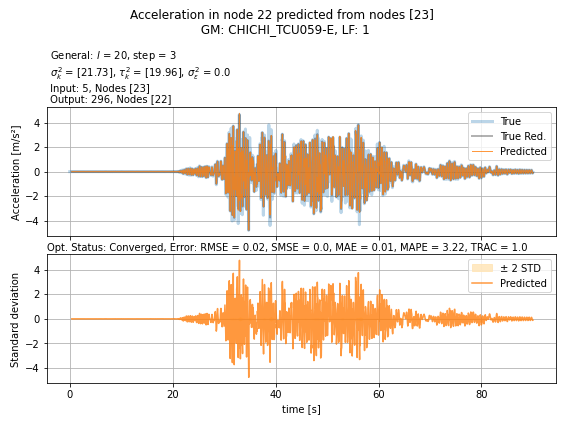 Acceleration in node 22 predicted from nodes [23]
GM: CHICHI_TCU059-E, LF: 1
General: l = 20, step = 3
σ²ₖ = [21.73], τ²ₖ = [19.96], σ²ε = 0.0
Input: 5, Nodes [23]
Output: 296, Nodes [22]
Acceleration [m/s²]
4
2
0
−2
−4
True
True Red.
Predicted
Opt. Status: Converged, Error: RMSE = 0.02, SMSE = 0.0, MAE = 0.01, MAPE = 3.22, TRAC = 1.0
Standard deviation
4
2
0
−2
−4
± 2 STD
Predicted
0 20 40 60 80
time [s]